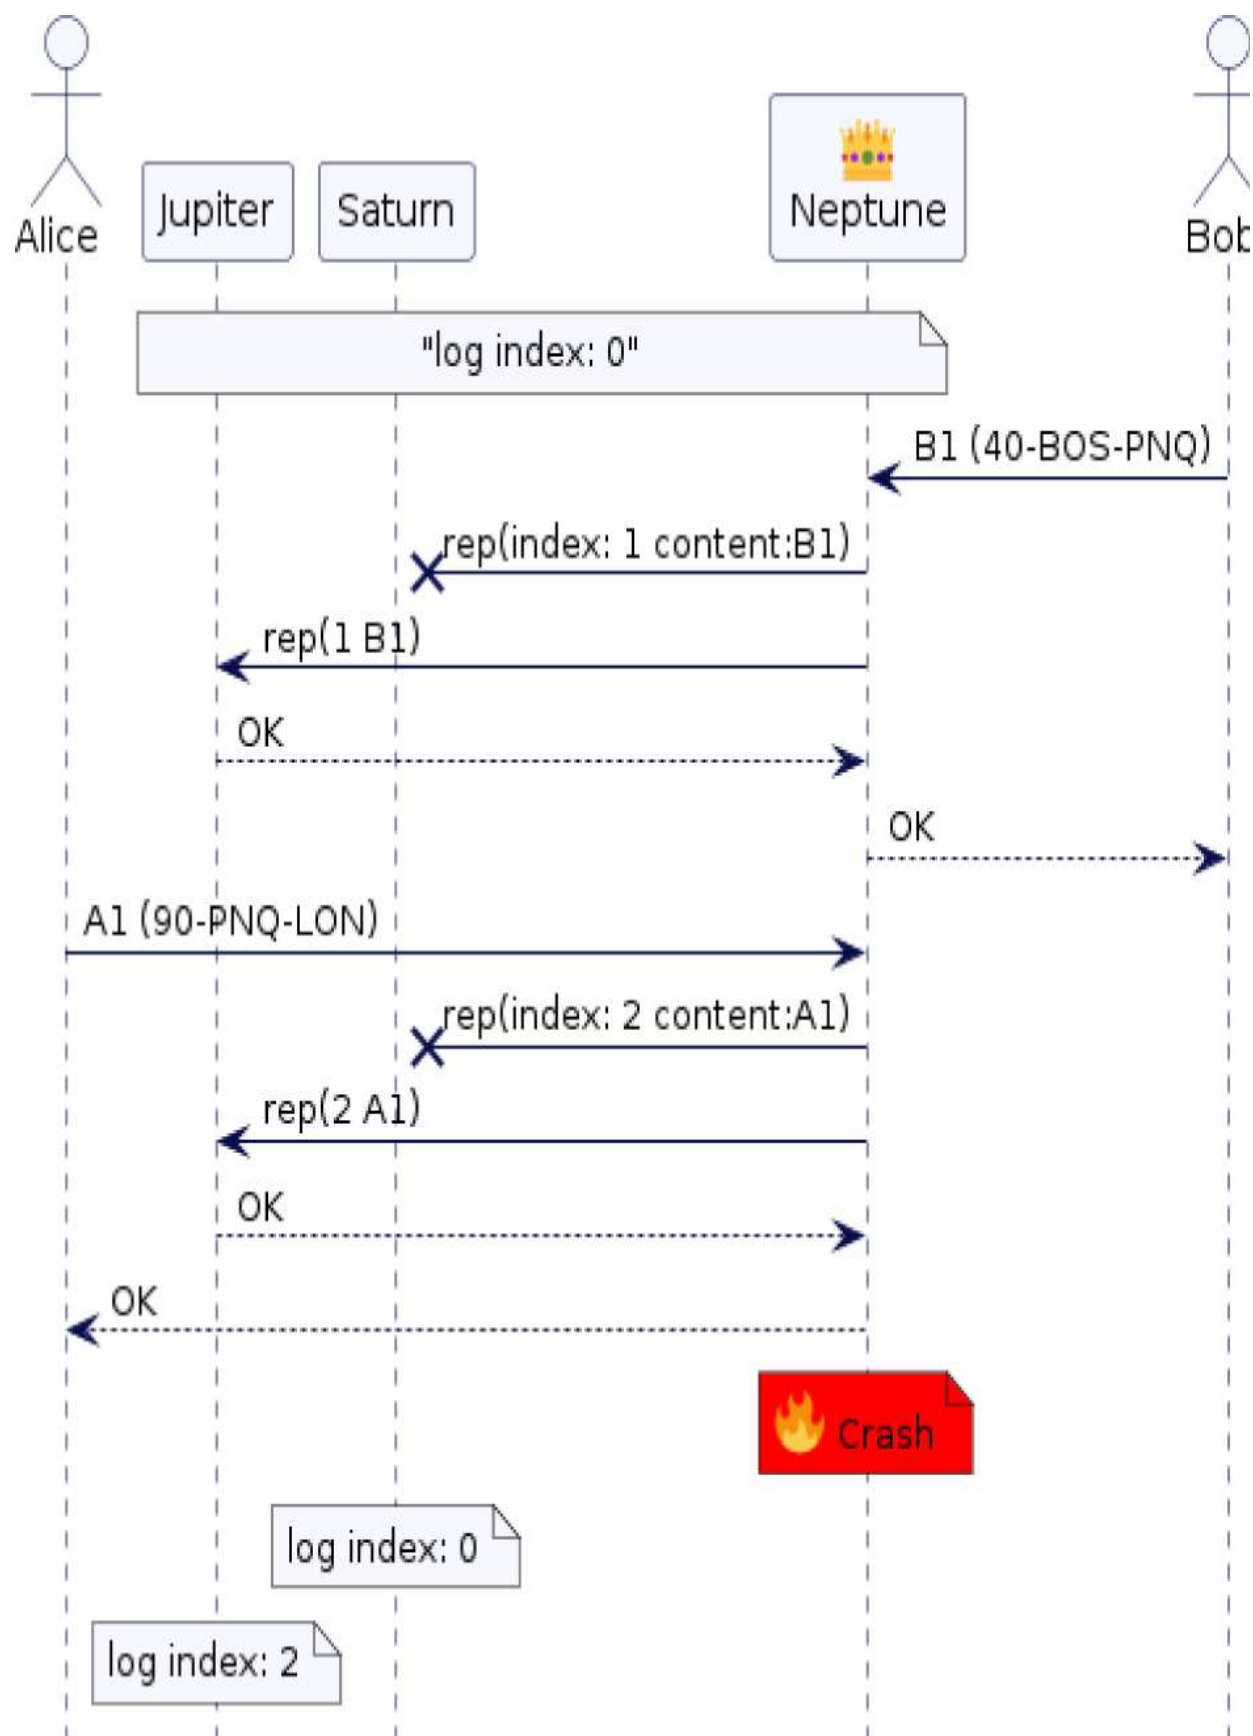 Alice
Jupiter
Saturn
Neptune
Bob
"log index: 0"
B1 (40-BOS-PNQ)
rep(index: 1 content:B1)
rep(1 B1)
OK
OK
A1 (90-PNQ-LON)
rep(index: 2 content:A1)
rep(2 A1)
OK
OK
Crash
log index: 0
log index: 2